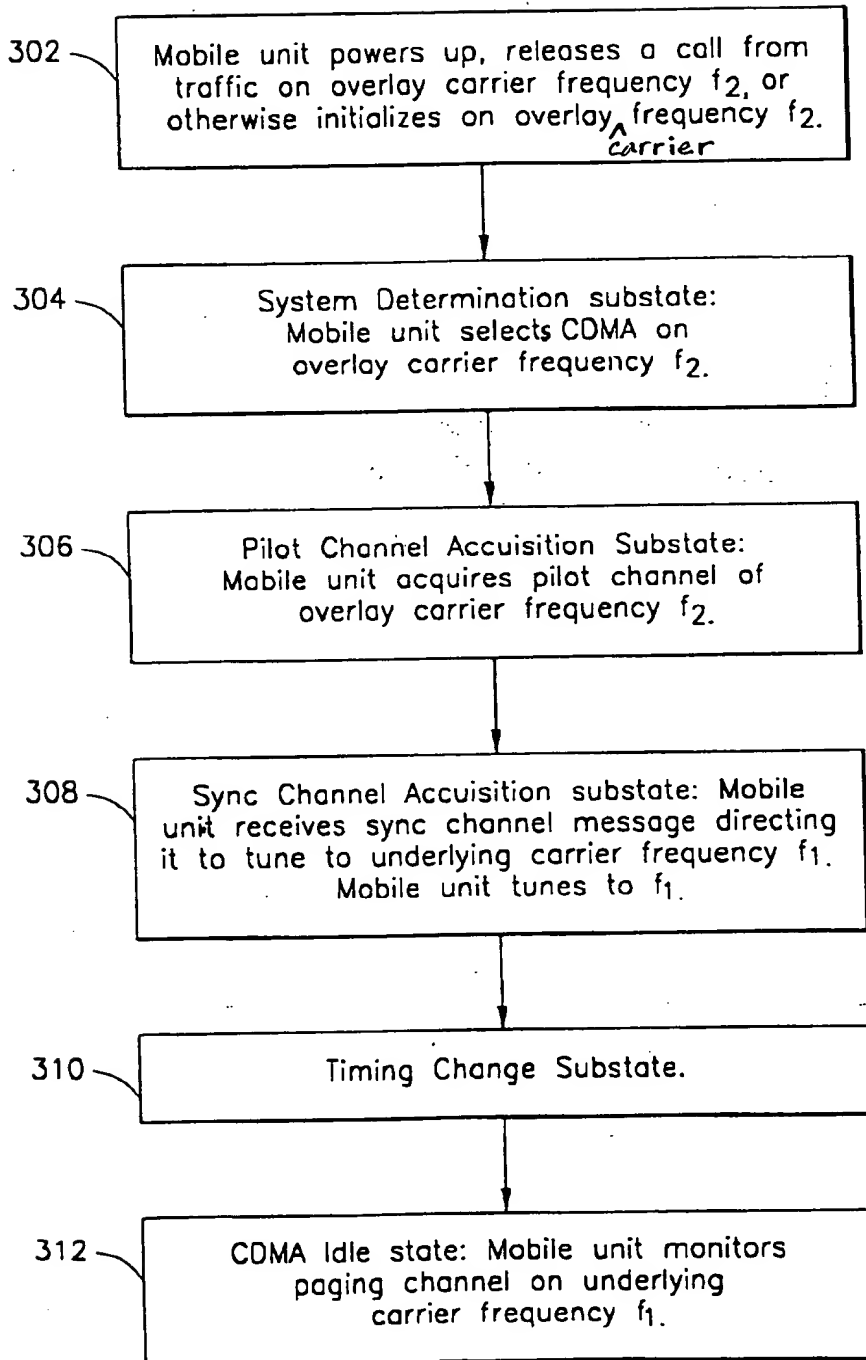 302
Mobile unit powers up, releases a call from
traffic on overlay carrier frequency f2, or
otherwise initializes on overlay ^ frequency f2.
carrier
304
System Determination substate:
Mobile unit selects CDMA on
overlay carrier frequency f2.
306
Pilot Channel Accuisition Substate:
Mobile unit acquires pilot channel of
overlay carrier frequency f2.
308
Sync Channel Accuisition substate: Mobile
unit receives sync channel message directing
it to tune to underlying carrier frequency f1.
Mobile unit tunes to f1.
310
Timing Change Substate.
312
CDMA Idle state: Mobile unit monitors
paging channel on underlying
carrier frequency f1.